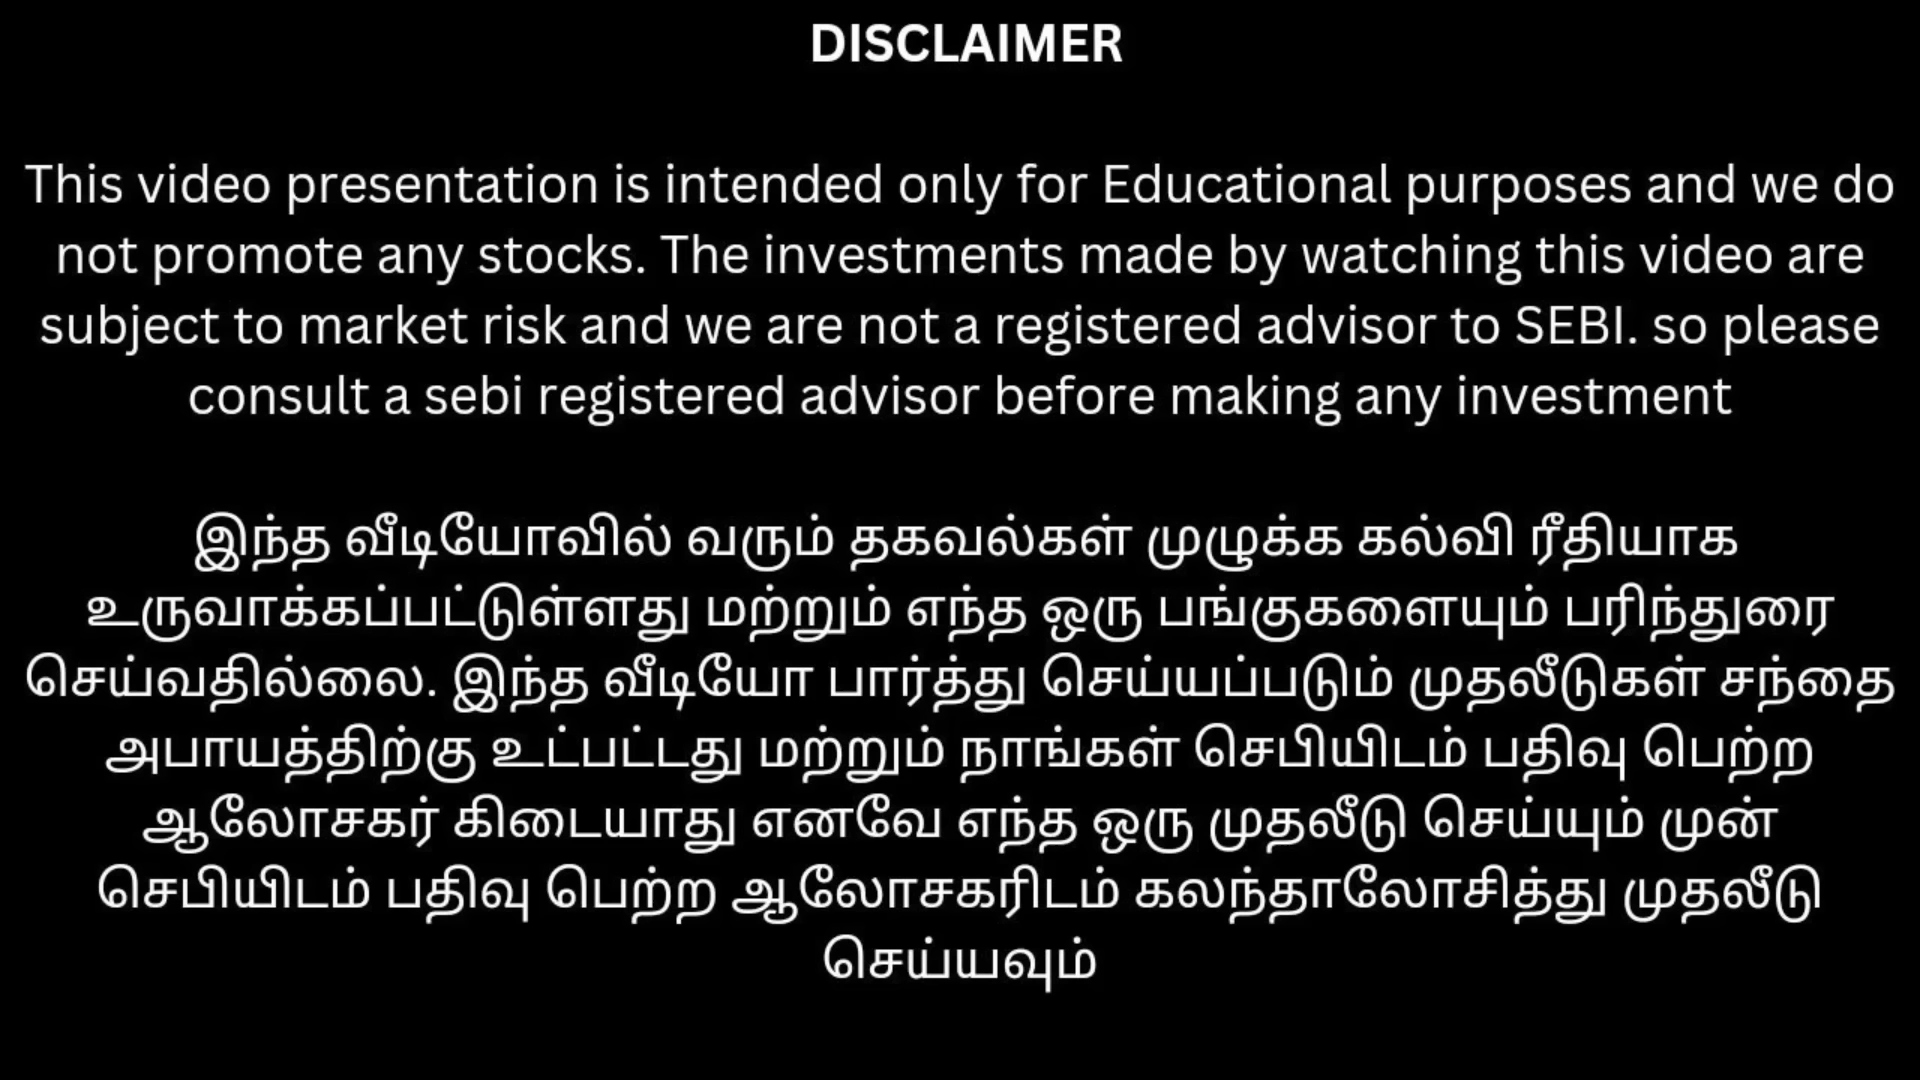 DISCLAIMER
This video presentation is intended only for Educational purposes and we do
not promote any stocks. The investments made by watching this video are
subject to market risk and we are not a registered advisor to SEBI. so please
consult a sebi registered advisor before making any investment
இந்த வீடியோவில் வரும் தகவல்கள் முழுக்க கல்வி ரீதியாக
உருவாக்கப்பட்டுள்ளது மற்றும் எந்த ஒரு பங்குகளையும் பரிந்துரை
செய்வதில்லை. இந்த வீடியோ பார்த்து செய்யப்படும் முதலீடுகள் சந்தை
அபாயத்திற்கு உட்பட்டது மற்றும் நாங்கள் செபியிடம் பதிவு பெற்ற
ஆலோசகர் கிடையாது எனவே எந்த ஒரு முதலீடு செய்யும் முன்
செபியிடம் பதிவு பெற்ற ஆலோசகரிடம் கலந்தாலோசித்து முதலீடு
செய்யவும்